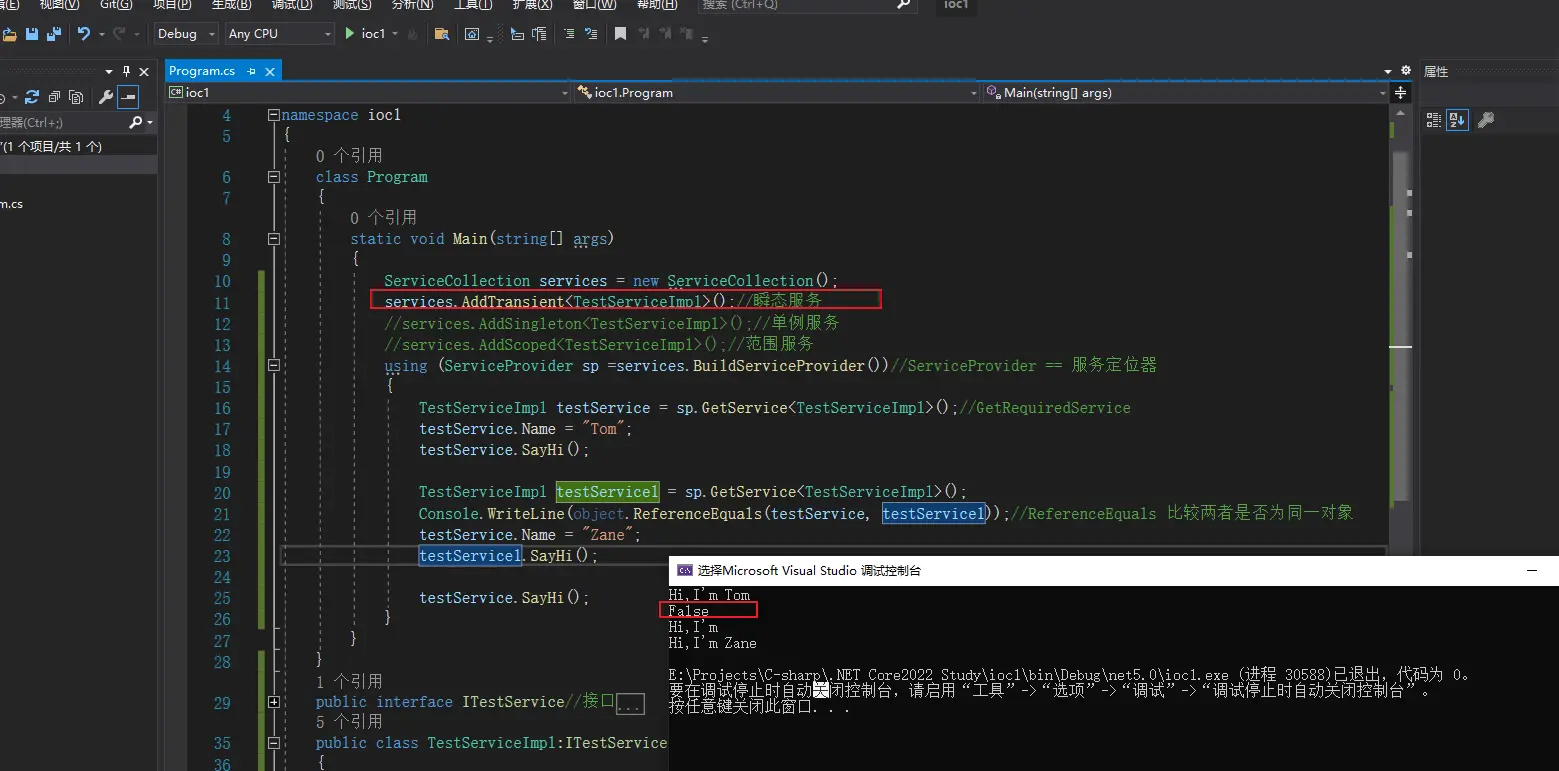 视图(V) Git(G) 项目(P) 生成(B) 调试(D) 测试(S) 分析(N) 工具(T) 扩展(X) 窗口(W) 帮助(H) 搜索 (Ctrl+Q) ioc1
Debug Any CPU ioc1
Program.cs 属性
ioc1 ioc1.Program Main(string[] args)
理器(Ctrl+;)
(1 个项目/共 1 个)
m.cs
4 namespace ioc1
5 {
0 个引用
6 class Program
7 {
0 个引用
8 static void Main(string[] args)
9 {
10 ServiceCollection services = new ServiceCollection();
11 services.AddTransient<TestServiceImpl>();//瞬态服务
12 //services.AddSingleton<TestServiceImpl>();//单例服务
13 //services.AddScoped<TestServiceImpl>();//范围服务
14 using (ServiceProvider sp =services.BuildServiceProvider())//ServiceProvider == 服务定位器
15 {
16 TestServiceImpl testService = sp.GetService<TestServiceImpl>();//GetRequiredService
17 testService.Name = "Tom";
18 testService.SayHi();
19
20 TestServiceImpl testService1 = sp.GetService<TestServiceImpl>();
21 Console.WriteLine(object.ReferenceEquals(testService, testService1));//ReferenceEquals 比较两者是否为同一对象
22 testService.Name = "Zane";
23 testService1.SayHi();
24
25 testService.SayHi();
26 }
27 }
28 }
1 个引用
29 public interface ITestService//接口...
5 个引用
35 public class TestServiceImpl:ITestService
36 {
选择Microsoft Visual Studio 调试控制台
Hi,I'm Tom
False
Hi,I'm
Hi,I'm Zane
E:\Projects\C-sharp\.NET Core2022 Study\ioc1\bin\Debug\net5.0\ioc1.exe (进程 30588)已退出，代码为 0。
要在调试停止时自动关闭控制台，请启用“工具”->“选项”->“调试”->“调试停止时自动关闭控制台”。
按任意键关闭此窗口. . .